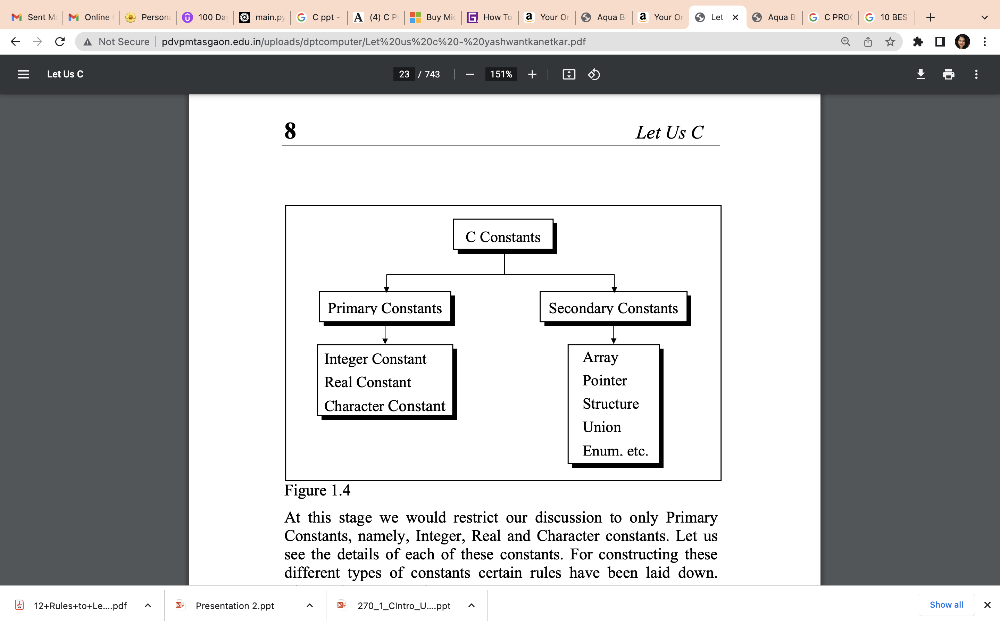 Sent Ma
Online
Persona
100 Da
main.py
C ppt -
(4) C P
Buy Mic
How To
Your Or
Aqua Bl
Your Or
Let
Aqua B
C PROC
10 BES
Not Secure
pdvpmtasgaon.edu.in/uploads/dptcomputer/Let%20us%20c%20-%20yashwantkanetkar.pdf
Let Us C
23 / 743
151%
8
Let Us C
C Constants
Primary Constants
Secondary Constants
Integer Constant
Real Constant
Character Constant
Array
Pointer
Structure
Union
Enum. etc.
Figure 1.4
At this stage we would restrict our discussion to only Primary
Constants, namely, Integer, Real and Character constants. Let us
see the details of each of these constants. For constructing these
different types of constants certain rules have been laid down.
12+Rules+to+Le....pdf
Presentation 2.ppt
270_1_CIntro_U....ppt
Show all